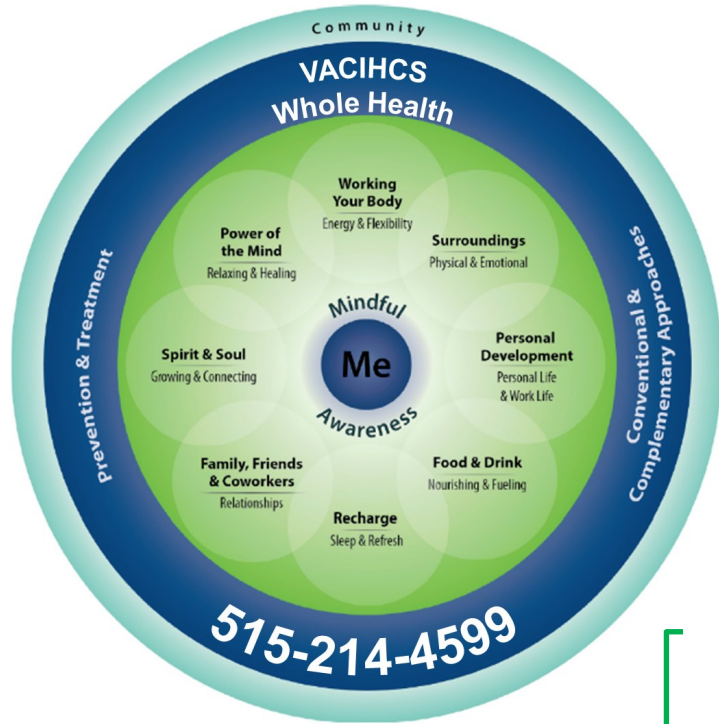 Community
VACIHCS
Whole Health
Working
Your Body
Energy & Flexibility
Surroundings
Physical & Emotional
Personal
Development
Personal Life
& Work Life
Food & Drink
Nourishing & Fueling
Recharge
Sleep & Refresh
Family, Friends
& Coworkers
Relationships
Spirit & Soul
Growing & Connecting
Power of
the Mind
Relaxing & Healing
Mindful
Me
Awareness
Prevention & Treatment
Conventional &
Complementary Approaches
515-214-4599